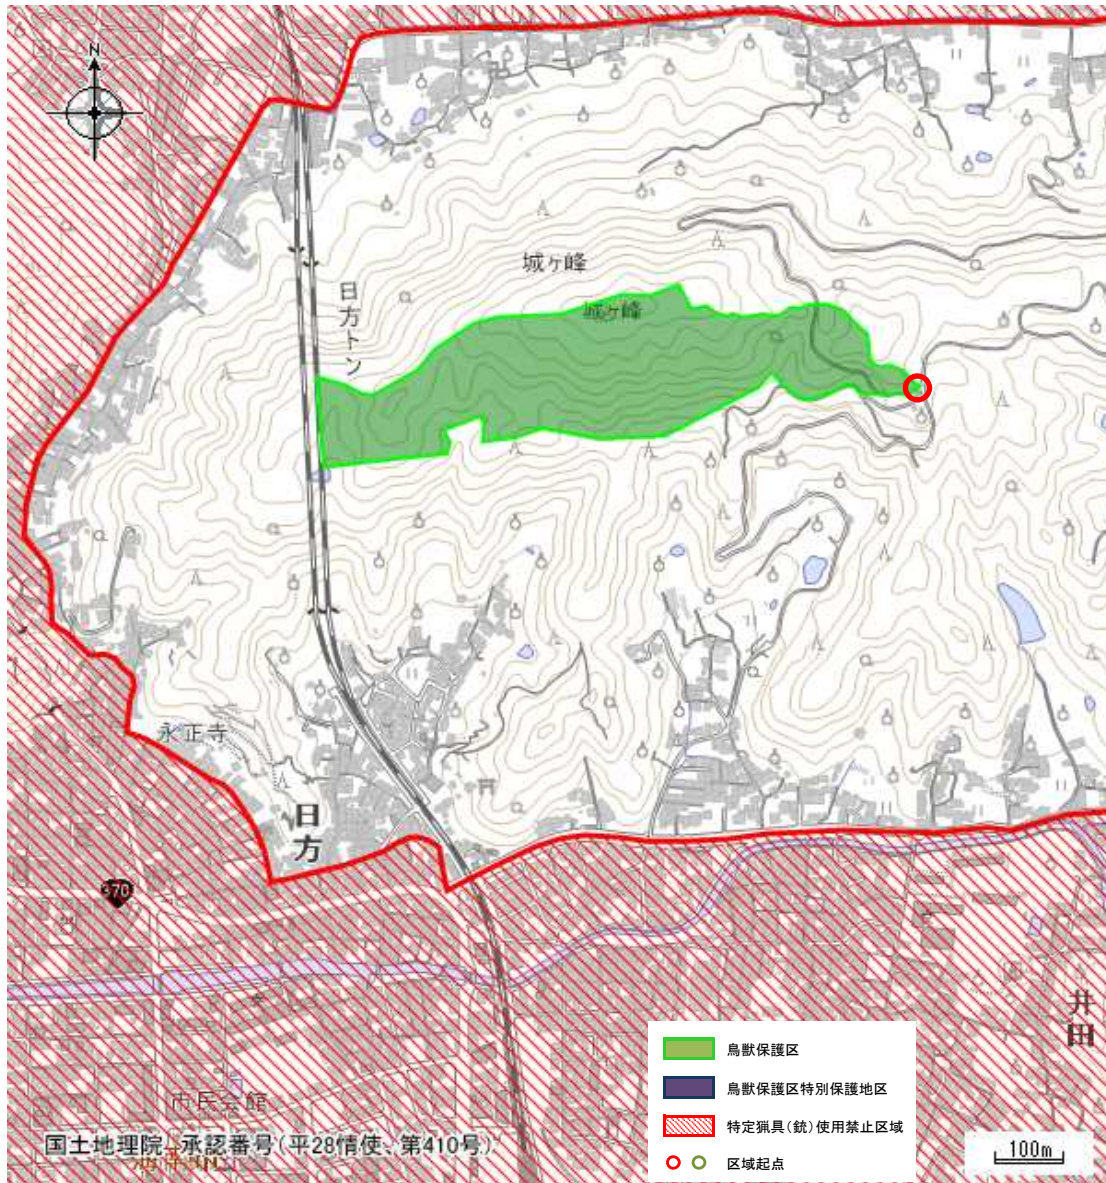 N
城ヶ峰
日方トン
城ヶ峰
永正寺
日方
370
井田
鳥獣保護区
鳥獣保護区特別保護地区
特定猟具(銃)使用禁止区域
区域起点
市民会館
国土地理院 承認番号(平28情使、第410号)
100m